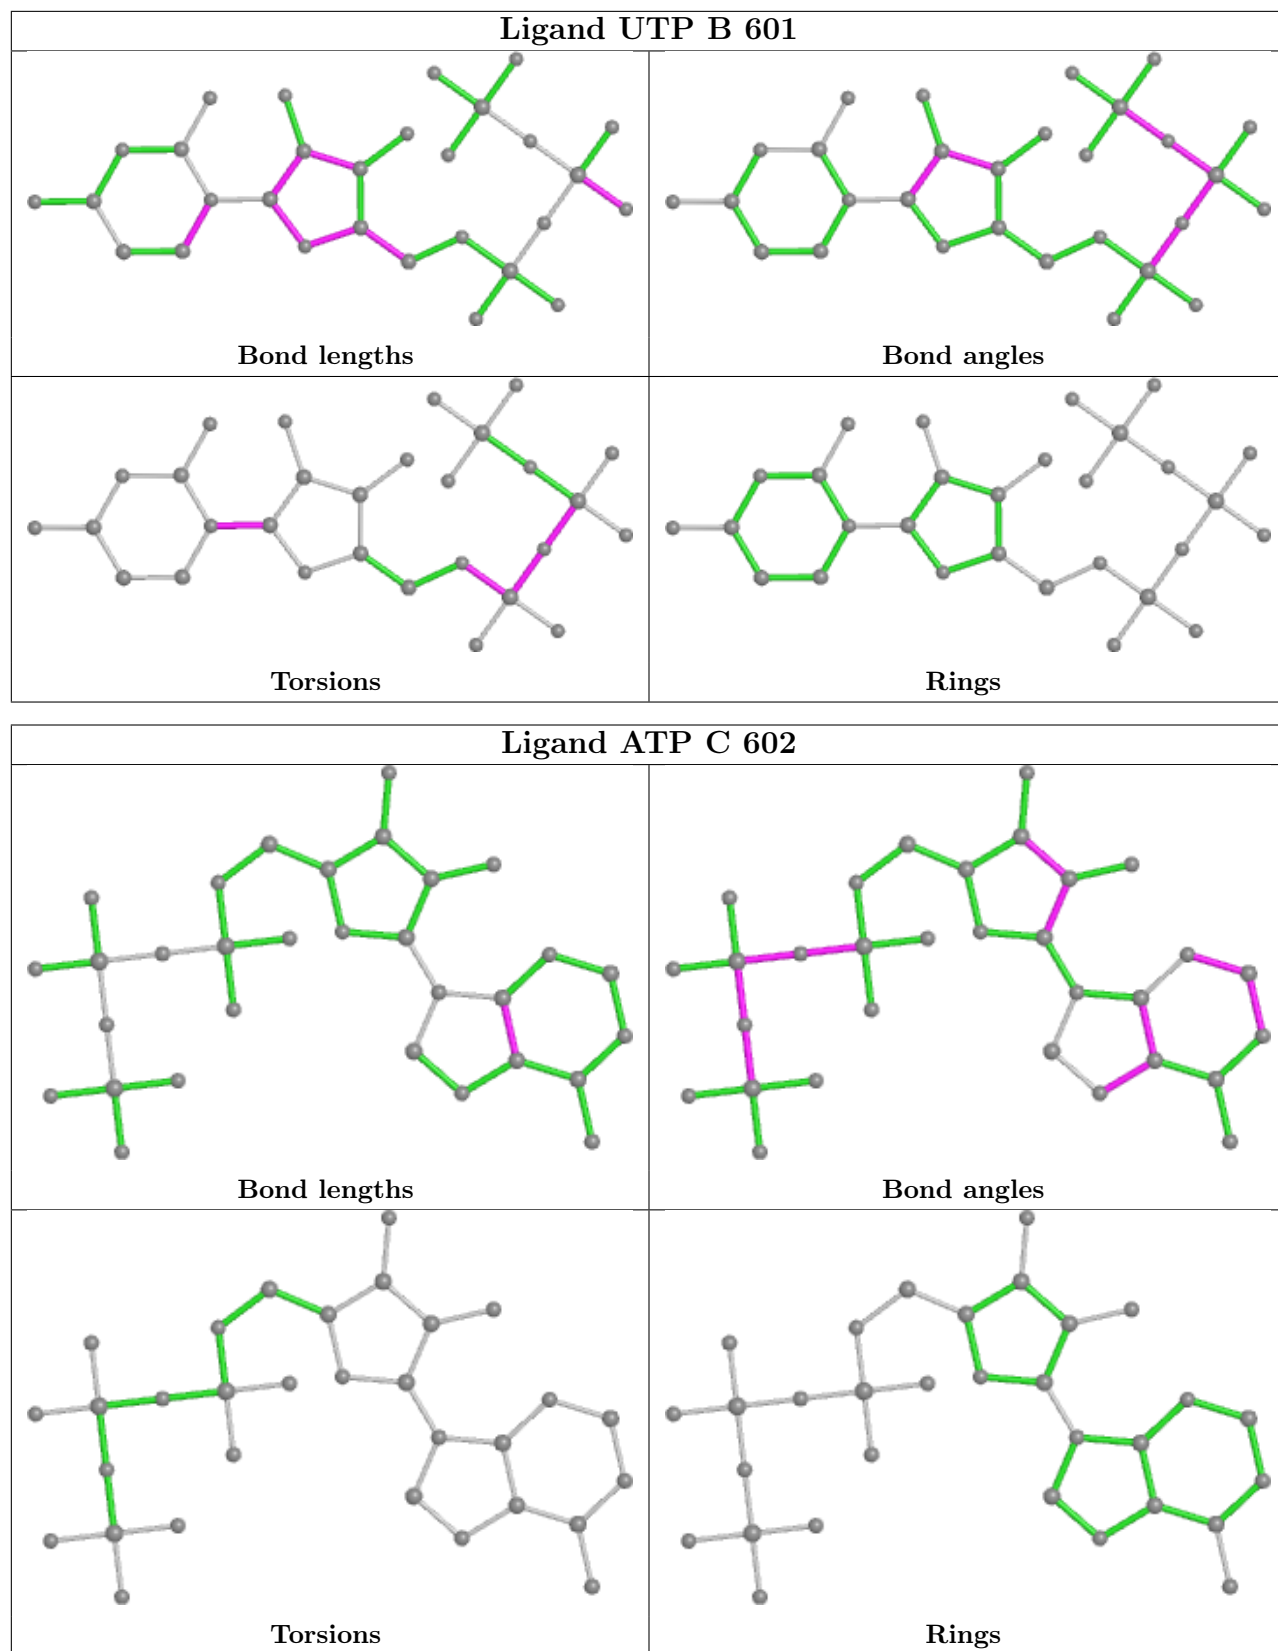 Ligand UTP B 601
Bond lengths
Bond angles
Torsions
Rings
Ligand ATP C 602
Bond lengths
Bond angles
Torsions
Rings